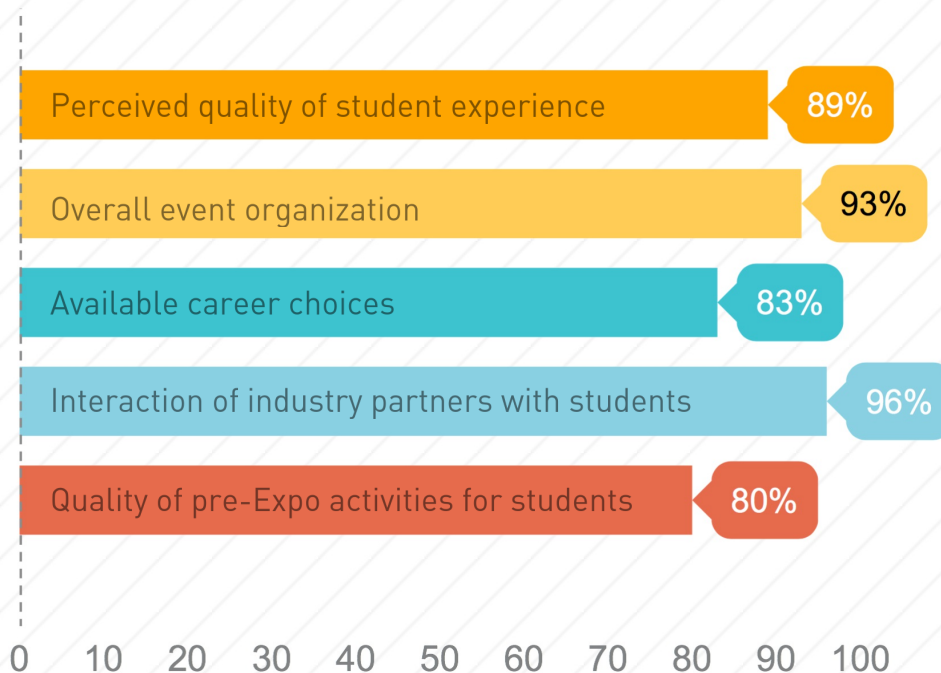 Perceived quality of student experience 89%
Overall event organization 93%
Available career choices 83%
Interaction of industry partners with students 96%
Quality of pre-Expo activities for students 80%
0 10 20 30 40 50 60 70 80 90 100